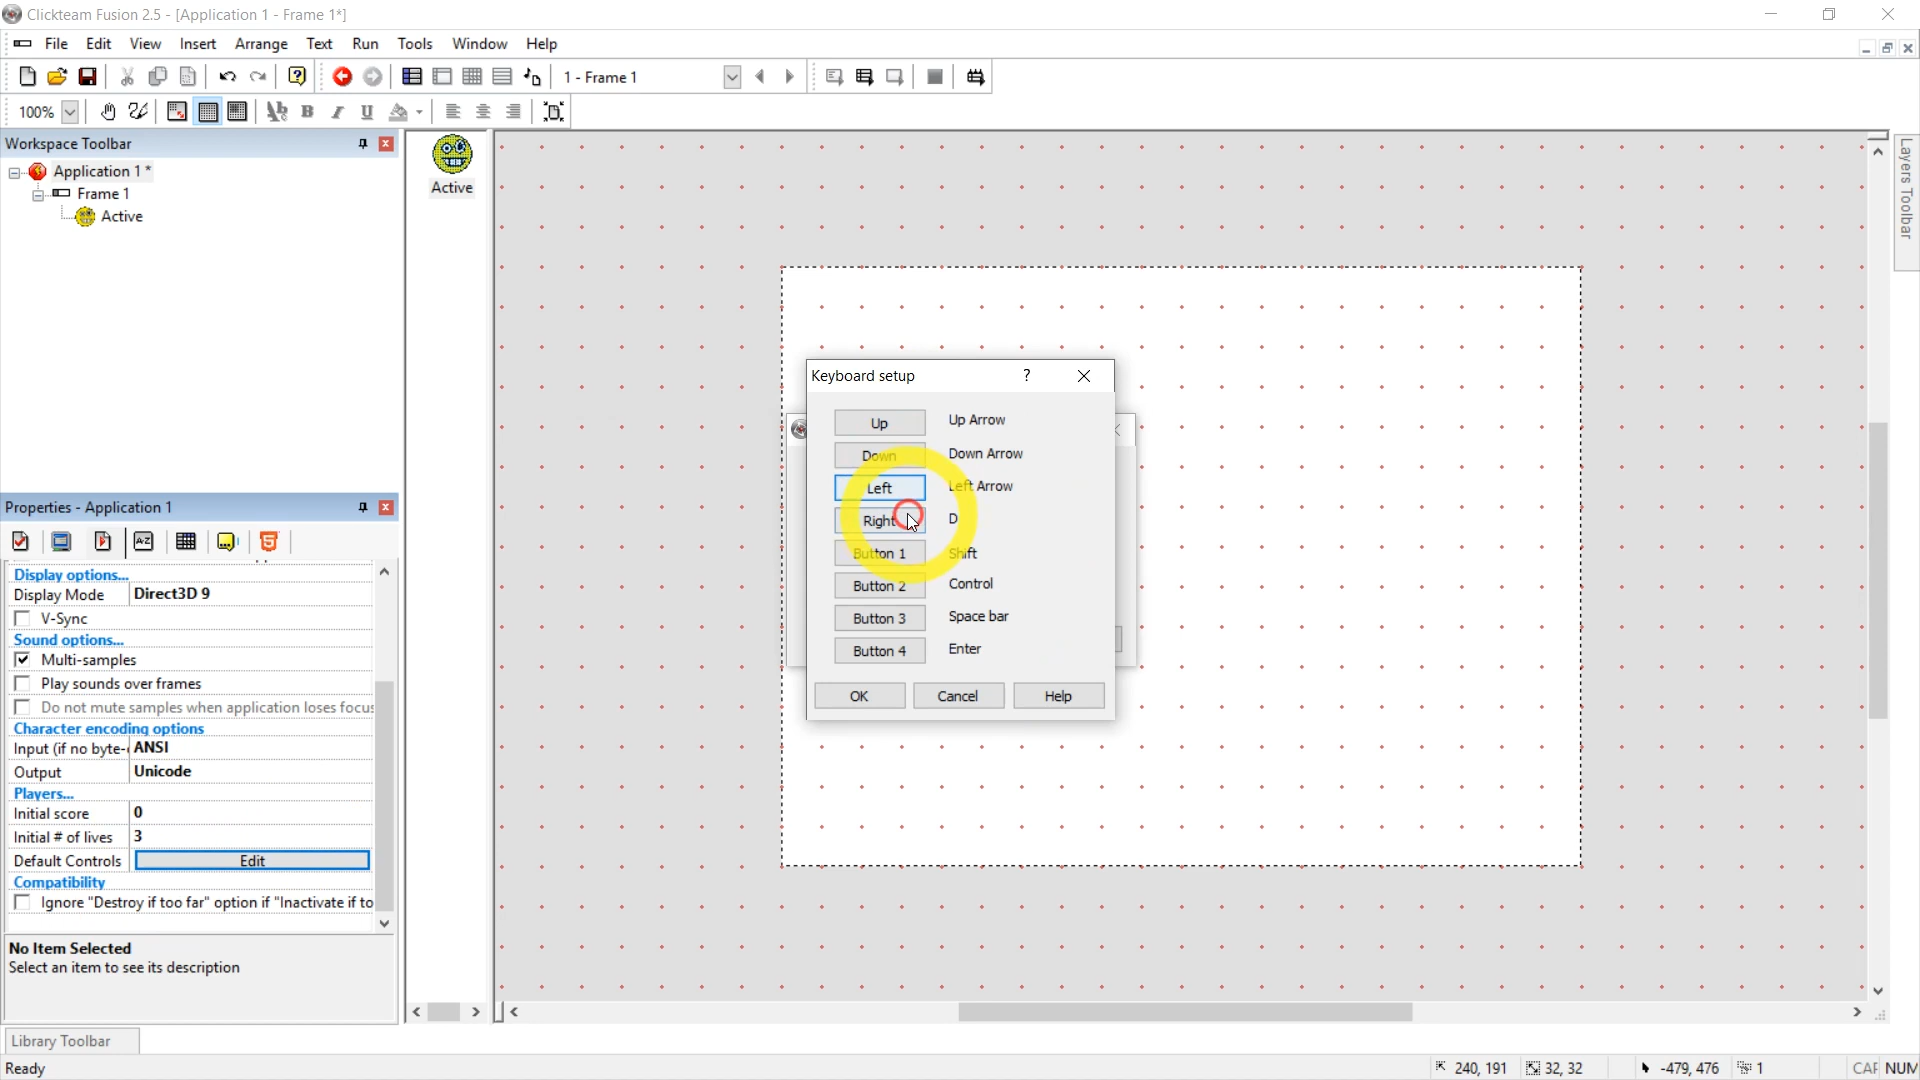 Clickteam Fusion 2.5 - [Application 1 - Frame 1*]
File Edit View Insert Arrange Text Run Tools Window Help
1 - Frame 1
100%
Workspace Toolbar
Application 1 *
Frame 1
Active
Active
Layers Toolbar
Keyboard setup
Up Up Arrow
Down Down Arrow
Left Left Arrow
Right D
Button 1 Shift
Button 2 Control
Button 3 Space bar
Button 4 Enter
OK Cancel Help
Properties - Application 1
Display options...
Display Mode Direct3D 9
V-Sync
Sound options...
Multi-samples
Play sounds over frames
Do not mute samples when application loses focus
Character encoding options
Input (if no byte- ANSI
Output Unicode
Players...
Initial score 0
Initial # of lives 3
Default Controls Edit
Compatibility
Ignore "Destroy if too far" option if "Inactivate if to
No Item Selected
Select an item to see its description
Library Toolbar
Ready
240, 191 32, 32 -479, 476 1 CAP NUM